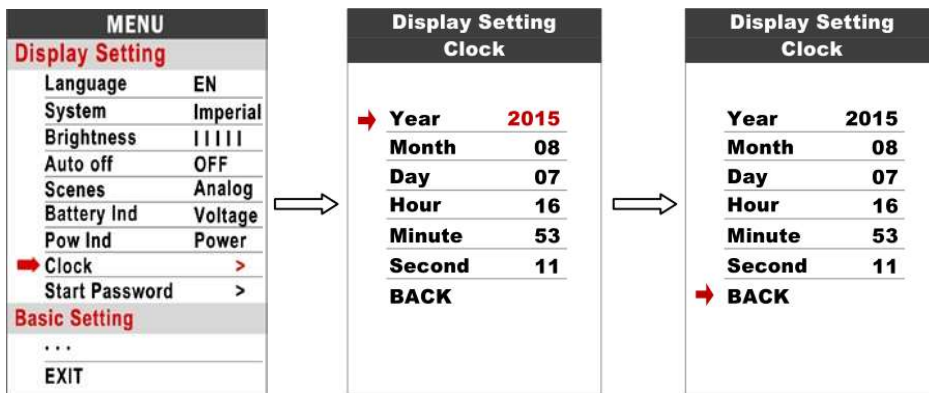 MENU
Display Setting
Language EN
System Imperial
Brightness | | | | |
Auto off OFF
Scenes Analog
Battery Ind Voltage
Pow Ind Power
Clock >
Start Password >
Basic Setting
. . .
EXIT
Display Setting
Clock
Year 2015
Month 08
Day 07
Hour 16
Minute 53
Second 11
BACK
Display Setting
Clock
Year 2015
Month 08
Day 07
Hour 16
Minute 53
Second 11
BACK